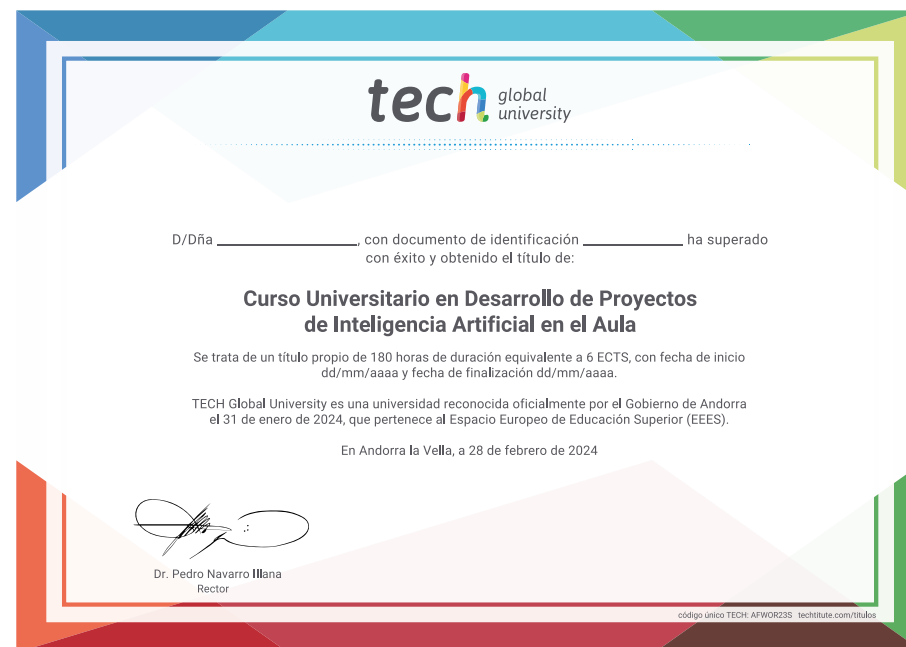 tech global university
D/Dña ____________________, con documento de identificación ______________ ha superado
con éxito y obtenido el título de:
Curso Universitario en Desarrollo de Proyectos
de Inteligencia Artificial en el Aula
Se trata de un título propio de 180 horas de duración equivalente a 6 ECTS, con fecha de inicio
dd/mm/aaaa y fecha de finalización dd/mm/aaaa.
TECH Global University es una universidad reconocida oficialmente por el Gobierno de Andorra
el 31 de enero de 2024, que pertenece al Espacio Europeo de Educación Superior (EEES).
En Andorra la Vella, a 28 de febrero de 2024
Dr. Pedro Navarro Illana
Rector
código único TECH: AFWOR23S techtitute.com/titulos